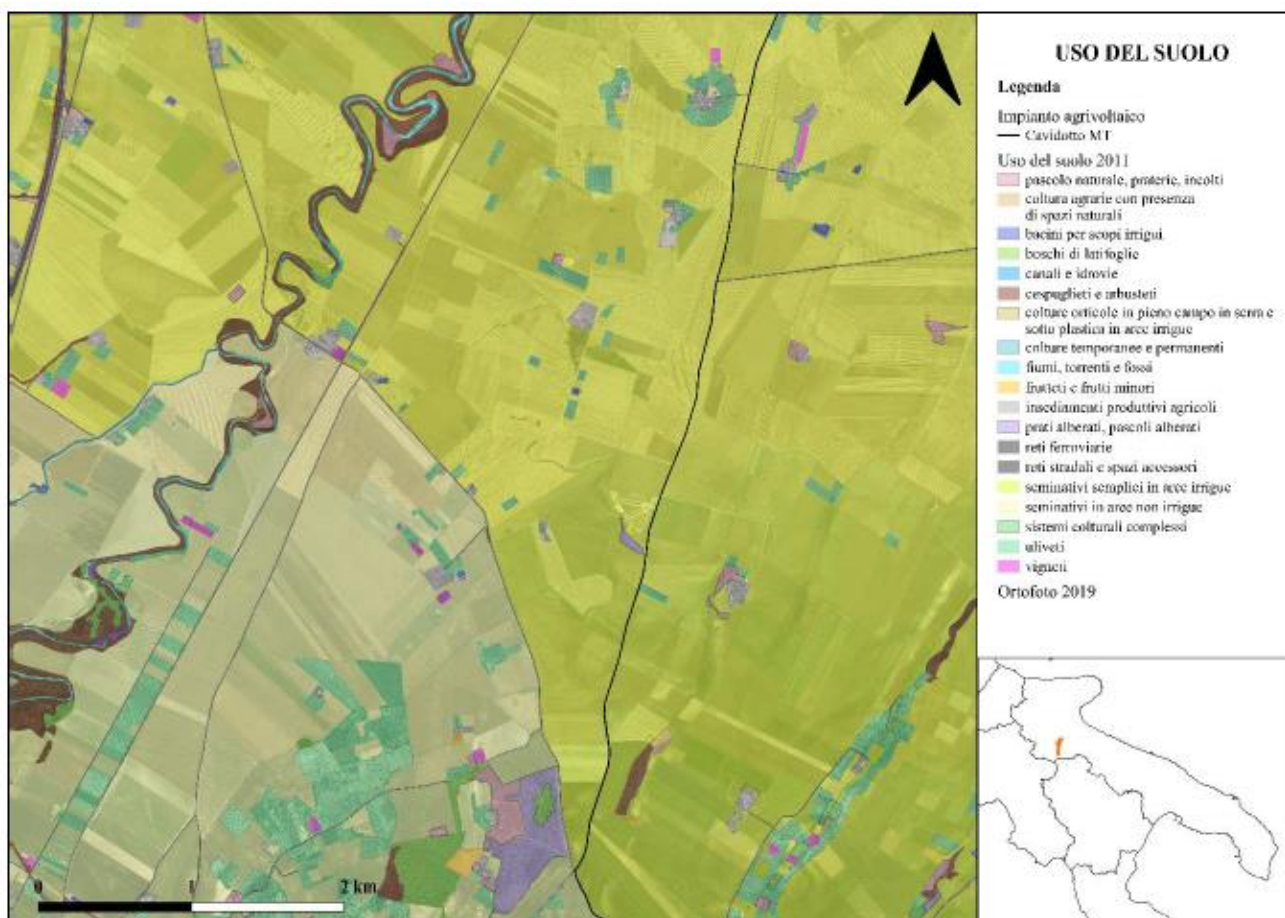 USO DEL SUOLO
Legenda
Impianto agrivoltaico
Cavidotto MT
Uso del suolo 2011
pascolo naturale, praterie, incolti
coltura agrarie con presenza
di spazi naturali
bacini per scopi irrigui
boschi di latifoglie
canali e idrovie
cespuglieti e arbusteti
colture orticole in pieno campo in serra e
sotto plastica in aree irrigue
colture temporanee e permanenti
fiumi, torrenti e fossi
frutteti e frutti minori
insediamenti produttivi agricoli
prati alberati, pascoli alberati
reti ferroviarie
reti stradali e spazi accessori
seminativi semplici in aree irrigue
seminativi in aree non irrigue
sistemi colturali complessi
uliveti
vigneti
Ortofoto 2019
0 1 2 km